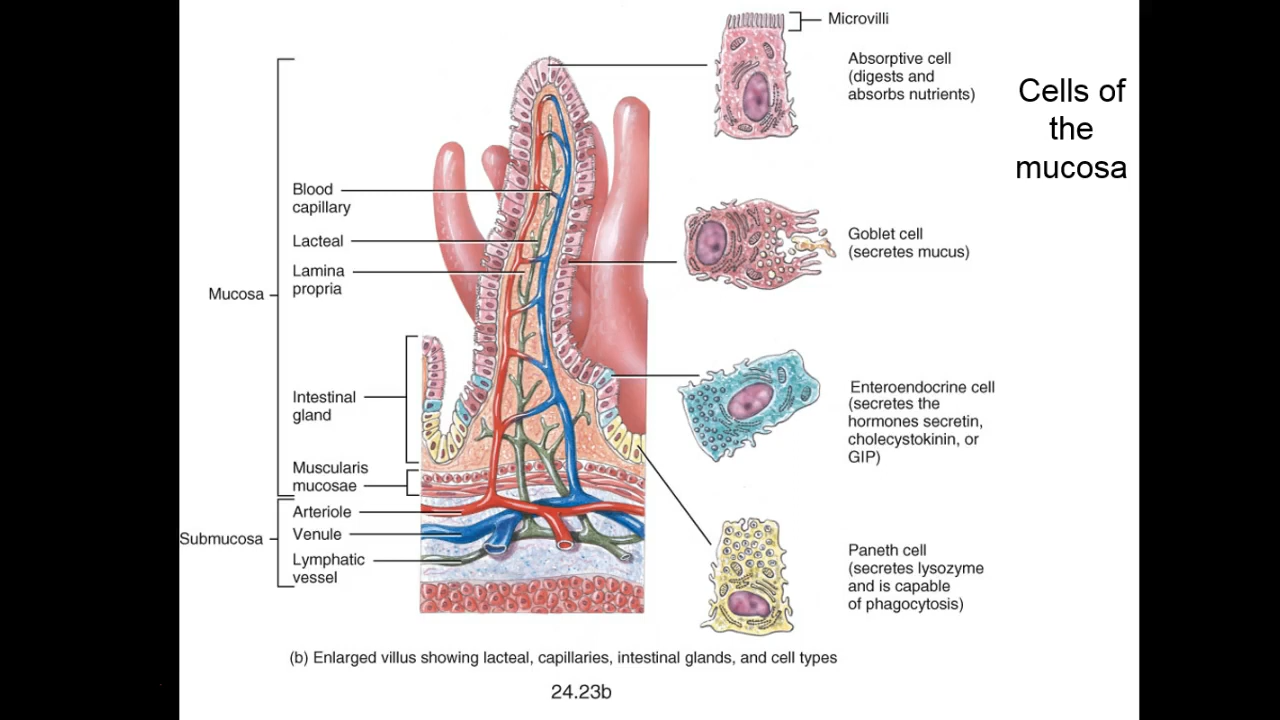 Microvilli
Absorptive cell
(digests and
absorbs nutrients)
Cells of
the
mucosa
Blood
capillary
Lacteal
Lamina
propria
Mucosa
Goblet cell
(secretes mucus)
Intestinal
gland
Enteroendocrine cell
(secretes the
hormones secretin,
cholecystokinin, or
GIP)
Muscularis
mucosae
Arteriole
Submucosa
Venule
Lymphatic
vessel
Paneth cell
(secretes lysozyme
and is capable
of phagocytosis)
(b) Enlarged villus showing lacteal, capillaries, intestinal glands, and cell types
24.23b